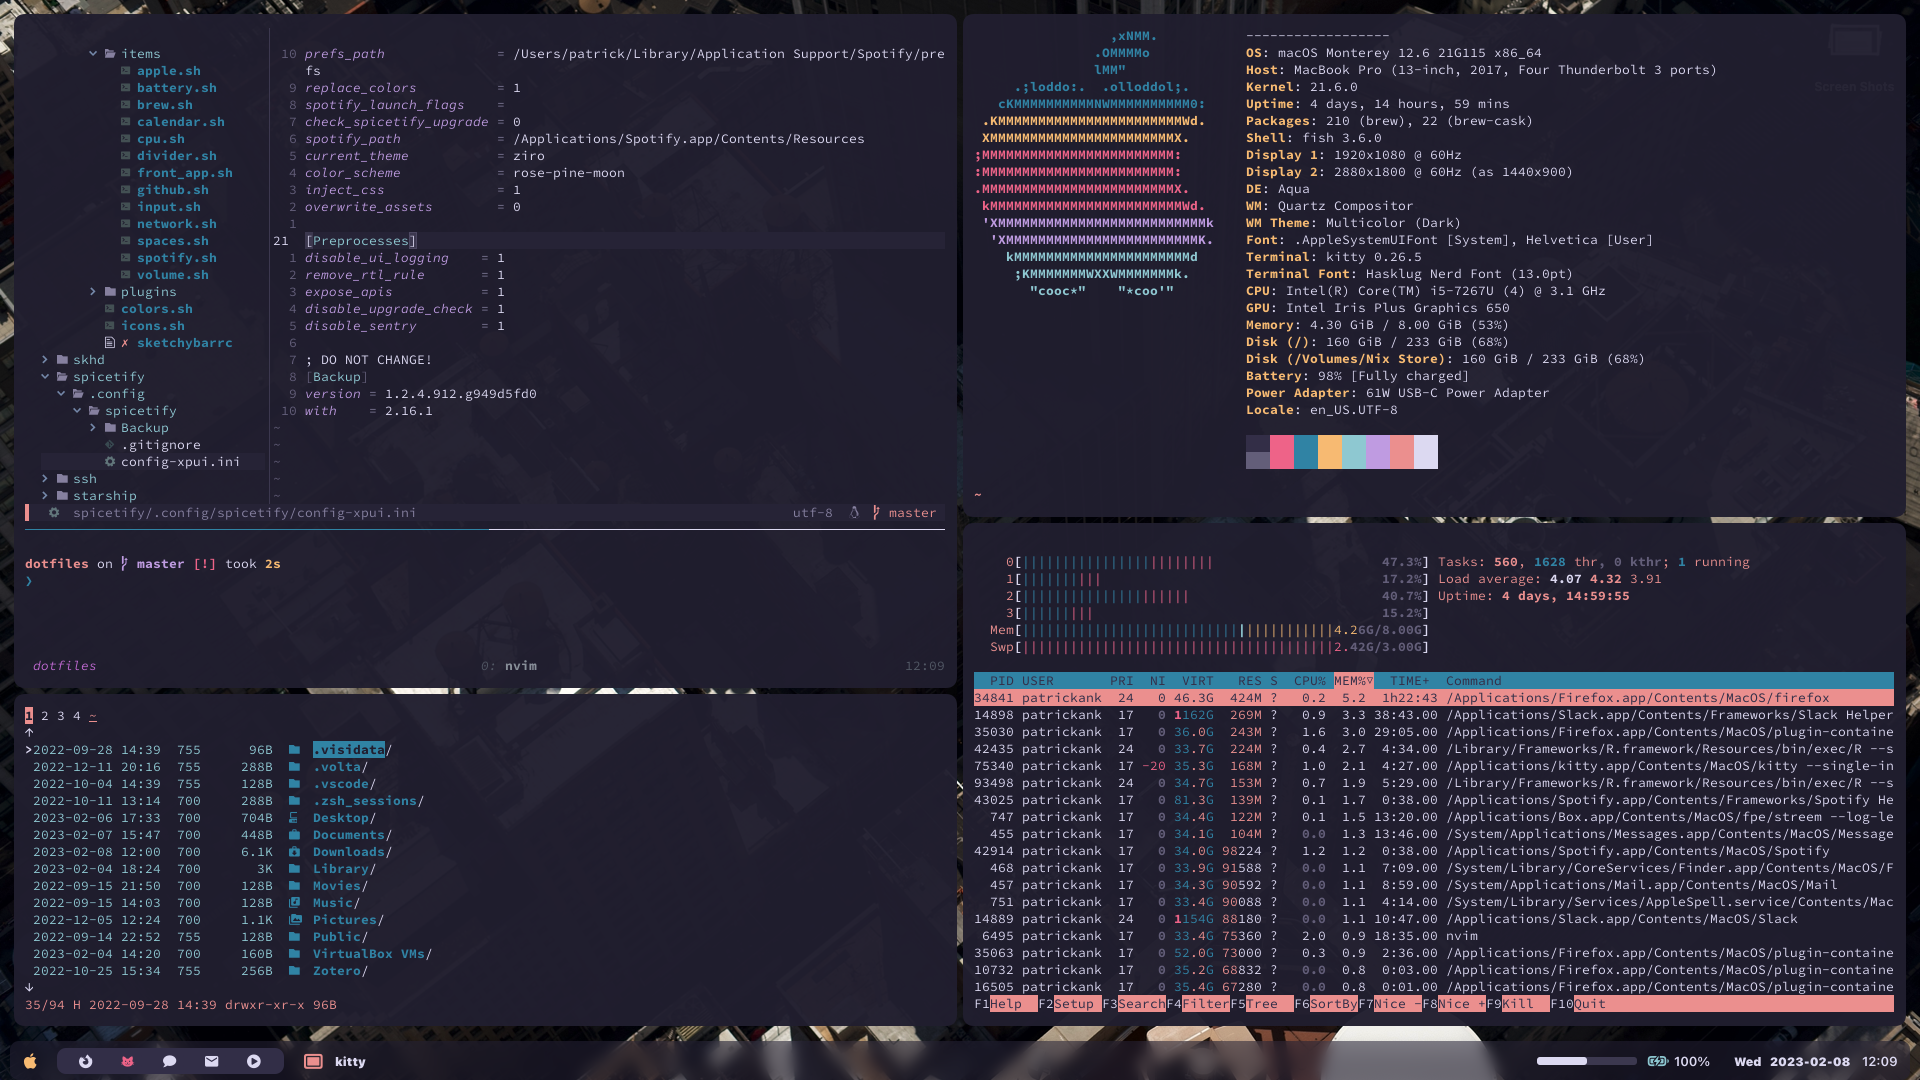 items
apple.sh
battery.sh
brew.sh
calendar.sh
cpu.sh
divider.sh
front_app.sh
github.sh
input.sh
network.sh
spaces.sh
spotify.sh
volume.sh
plugins
colors.sh
icons.sh
✗ sketchybarrc
skhd
spicetify
.config
spicetify
Backup
.gitignore
config-xpui.ini
ssh
starship
10 prefs_path = /Users/patrick/Library/Application Support/Spotify/pre
fs
9 replace_colors = 1
8 spotify_launch_flags =
7 check_spicetify_upgrade = 0
6 spotify_path = /Applications/Spotify.app/Contents/Resources
5 current_theme = ziro
4 color_scheme = rose-pine-moon
3 inject_css = 1
2 overwrite_assets = 0
1
21 [Preprocesses]
1 disable_ui_logging = 1
2 remove_rtl_rule = 1
3 expose_apis = 1
4 disable_upgrade_check = 1
5 disable_sentry = 1
6
7 ; DO NOT CHANGE!
8 [Backup]
9 version = 1.2.4.912.g949d5fd0
10 with = 2.16.1
~
~
~
~
~
spicetify/.config/spicetify/config-xpui.ini utf-8 master
dotfiles on master [!] took 2s
❯
dotfiles 0: nvim 12:09
1 2 3 4 ~
↑
>2022-09-28 14:39 755 96B .visidata/
2022-12-11 20:16 755 288B .volta/
2022-10-04 14:39 755 128B .vscode/
2022-10-11 13:14 700 288B .zsh_sessions/
2023-02-06 17:33 700 704B Desktop/
2023-02-07 15:47 700 448B Documents/
2023-02-08 12:00 700 6.1K Downloads/
2023-02-04 18:24 700 3K Library/
2022-09-15 21:50 700 128B Movies/
2022-09-15 14:03 700 128B Music/
2022-12-05 12:24 700 1.1K Pictures/
2022-09-14 22:52 755 128B Public/
2023-02-04 14:20 700 160B VirtualBox VMs/
2022-10-25 15:34 755 256B Zotero/
↓
35/94 H 2022-09-28 14:39 drwxr-xr-x 96B
,xNMM.
.OMMMMo
lMM"
.;loddo:. .olloddol;.
cKMMMMMMMMMMNWMMMMMMMMMM0:
.KMMMMMMMMMMMMMMMMMMMMMMMWd.
XMMMMMMMMMMMMMMMMMMMMMMMX.
;MMMMMMMMMMMMMMMMMMMMMMMM:
:MMMMMMMMMMMMMMMMMMMMMMMM:
.MMMMMMMMMMMMMMMMMMMMMMMMX.
kMMMMMMMMMMMMMMMMMMMMMMMMWd.
'XMMMMMMMMMMMMMMMMMMMMMMMMMMk
'XMMMMMMMMMMMMMMMMMMMMMMMMK.
kMMMMMMMMMMMMMMMMMMMMMMd
;KMMMMMMMWXXWMMMMMMMk.
"cooc*" "*coo'"
------------------
OS: macOS Monterey 12.6 21G115 x86_64
Host: MacBook Pro (13-inch, 2017, Four Thunderbolt 3 ports)
Kernel: 21.6.0
Uptime: 4 days, 14 hours, 59 mins
Packages: 210 (brew), 22 (brew-cask)
Shell: fish 3.6.0
Display 1: 1920x1080 @ 60Hz
Display 2: 2880x1800 @ 60Hz (as 1440x900)
DE: Aqua
WM: Quartz Compositor
WM Theme: Multicolor (Dark)
Font: .AppleSystemUIFont [System], Helvetica [User]
Terminal: kitty 0.26.5
Terminal Font: Hasklug Nerd Font (13.0pt)
CPU: Intel(R) Core(TM) i5-7267U (4) @ 3.1 GHz
GPU: Intel Iris Plus Graphics 650
Memory: 4.30 GiB / 8.00 GiB (53%)
Disk (/): 160 GiB / 233 GiB (68%)
Disk (/Volumes/Nix Store): 160 GiB / 233 GiB (68%)
Battery: 98% [Fully charged]
Power Adapter: 61W USB-C Power Adapter
Locale: en_US.UTF-8
~
Screen Shots
0[ 47.3%] Tasks: 560, 1628 thr, 0 kthr; 1 running
1[ 17.2%] Load average: 4.07 4.32 3.91
2[ 40.7%] Uptime: 4 days, 14:59:55
3[ 15.2%]
Mem[ 4.26G/8.00G]
Swp[ 2.42G/3.00G]
PID USER PRI NI VIRT RES S CPU% MEM%▽ TIME+ Command
34841 patrickank 24 0 46.3G 424M ? 0.2 5.2 1h22:43 /Applications/Firefox.app/Contents/MacOS/firefox
14898 patrickank 17 0 1162G 269M ? 0.9 3.3 38:43.00 /Applications/Slack.app/Contents/Frameworks/Slack Helper
35030 patrickank 17 0 36.0G 243M ? 1.6 3.0 29:05.00 /Applications/Firefox.app/Contents/MacOS/plugin-containe
42435 patrickank 24 0 33.7G 224M ? 0.4 2.7 4:34.00 /Library/Frameworks/R.framework/Resources/bin/exec/R --s
75340 patrickank 17 -20 35.3G 168M ? 1.0 2.1 4:27.00 /Applications/kitty.app/Contents/MacOS/kitty --single-in
93498 patrickank 24 0 34.7G 153M ? 0.7 1.9 5:29.00 /Library/Frameworks/R.framework/Resources/bin/exec/R --s
43025 patrickank 17 0 81.3G 139M ? 0.1 1.7 0:38.00 /Applications/Spotify.app/Contents/Frameworks/Spotify He
747 patrickank 17 0 34.4G 122M ? 0.1 1.5 13:20.00 /Applications/Box.app/Contents/MacOS/fpe/streem --log-le
455 patrickank 17 0 34.1G 104M ? 0.0 1.3 13:46.00 /System/Applications/Messages.app/Contents/MacOS/Message
42914 patrickank 17 0 34.0G 98224 ? 1.2 1.2 0:38.00 /Applications/Spotify.app/Contents/MacOS/Spotify
468 patrickank 17 0 33.9G 91588 ? 0.0 1.1 7:09.00 /System/Library/CoreServices/Finder.app/Contents/MacOS/F
457 patrickank 17 0 34.3G 90592 ? 0.0 1.1 8:59.00 /System/Applications/Mail.app/Contents/MacOS/Mail
751 patrickank 17 0 33.4G 90088 ? 0.0 1.1 4:14.00 /System/Library/Services/AppleSpell.service/Contents/Mac
14889 patrickank 24 0 1154G 88180 ? 0.0 1.1 10:47.00 /Applications/Slack.app/Contents/MacOS/Slack
6495 patrickank 17 0 33.4G 75360 ? 2.0 0.9 18:35.00 nvim
35063 patrickank 17 0 52.0G 73000 ? 0.3 0.9 2:36.00 /Applications/Firefox.app/Contents/MacOS/plugin-containe
10732 patrickank 17 0 35.2G 68832 ? 0.0 0.8 0:03.00 /Applications/Firefox.app/Contents/MacOS/plugin-containe
16505 patrickank 17 0 35.4G 67280 ? 0.0 0.8 0:01.00 /Applications/Firefox.app/Contents/MacOS/plugin-containe
F1Help F2Setup F3SearchF4FilterF5Tree F6SortByF7Nice -F8Nice +F9Kill F10Quit
kitty 100% Wed 2023-02-08 12:09